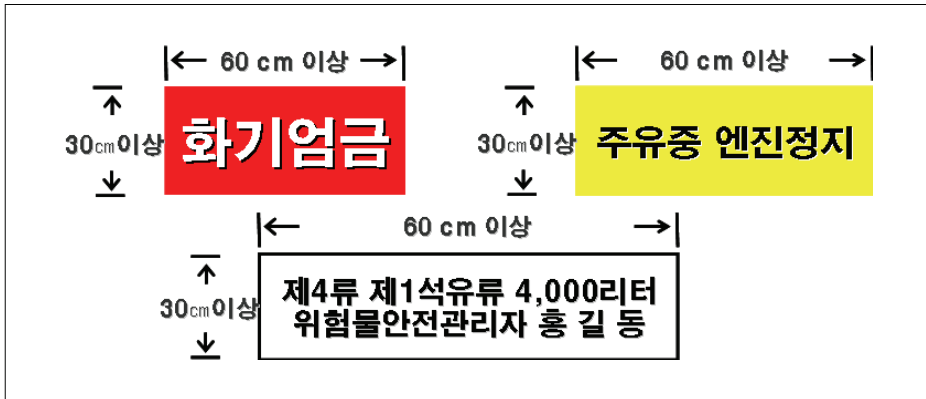 60 cm 이상
60 cm 이상
30㎝이상
화기엄금
30㎝이상
주유중 엔진정지
60 cm 이상
30㎝이상
제4류 제1석유류 4,000리터
위험물안전관리자 홍 길 동